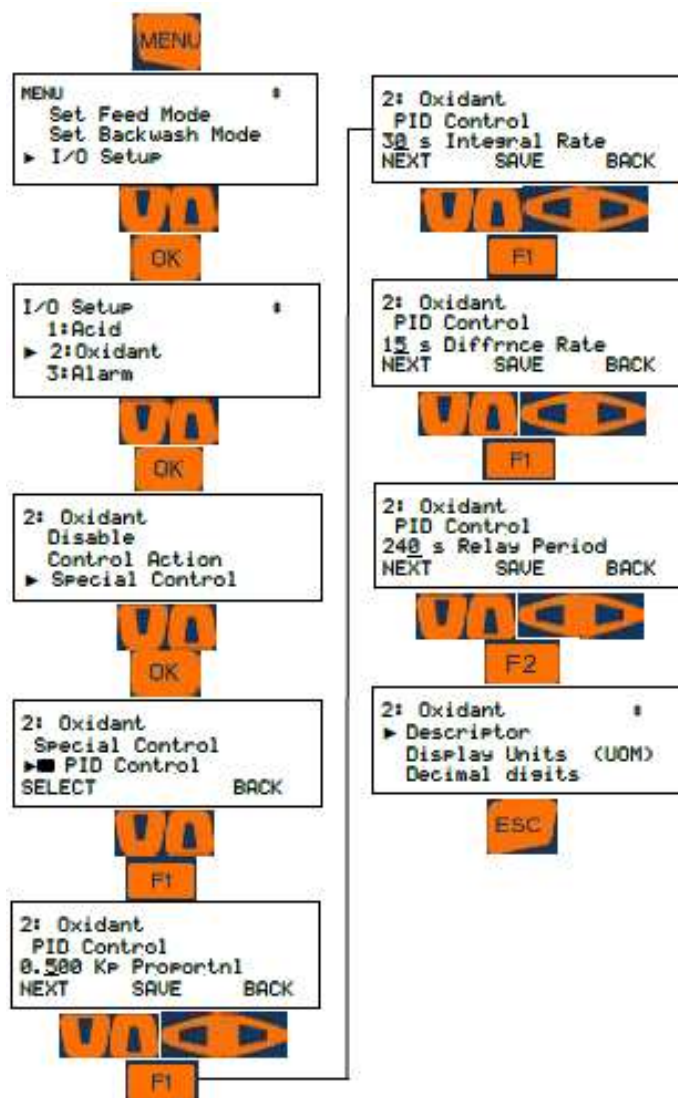 MENU
MENU
Set Feed Mode
Set Backwash Mode
► I/O Setup
OK
I/O Setup
1:Acid
► 2:Oxidant
3:Alarm
OK
2: Oxidant
Disable
Control Action
► Special Control
OK
2: Oxidant
Special Control
►■ PID Control
SELECT BACK
F1
2: Oxidant
PID Control
0.500 Kp Proportnl
NEXT SAVE BACK
F1
2: Oxidant
PID Control
30 s Integral Rate
NEXT SAVE BACK
F1
2: Oxidant
PID Control
15 s Diffrnce Rate
NEXT SAVE BACK
F1
2: Oxidant
PID Control
240 s Relay Period
NEXT SAVE BACK
F2
2: Oxidant
► Descriptor
Display Units (UOM)
Decimal digits
ESC